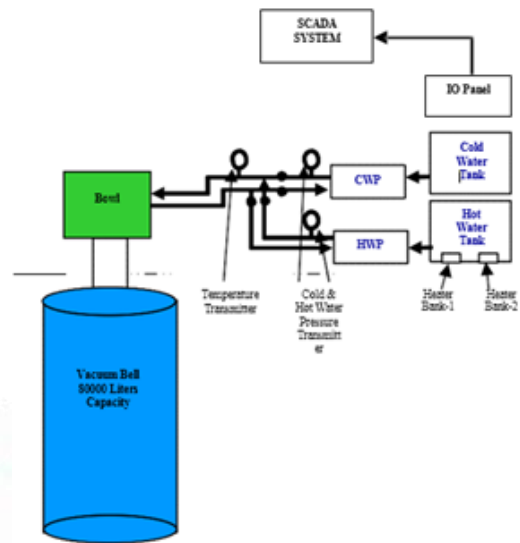 SCADA
SYSTEM
IO Panel
Cold
Water
Tank
Bowl
CWP
Hot
Water
Tank
HWP
Temperature
Transmitter
Cold &
Hot Water
Pressure
Transmitt
er
Heater
Bank-1
Heater
Bank-2
Vacuum Bell
80000 Liters
Capacity